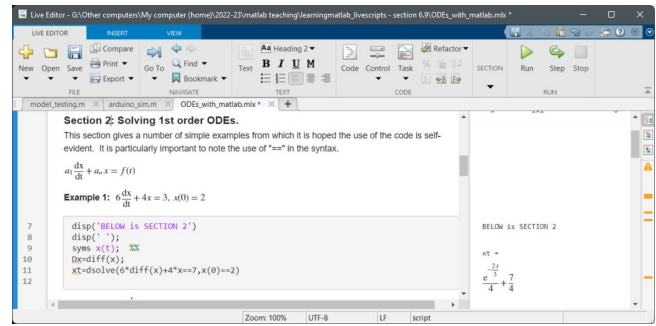 Live Editor - G:\Other computers\My computer (home)\2022-23\matlab teaching\learningmatlab_livescripts - section 6.9\ODEs_with_matlab.mlx *
LIVE EDITOR INSERT VIEW
New Open Save Compare Print Export
Go To Find Bookmark
Text Aa Heading 2 B I U M
Code Control Task Refactor
SECTION Run Step Stop
FILE NAVIGATE TEXT CODE RUN
model_testing.m arduino_sim.m ODEs_with_matlab.mlx * +
Section 2: Solving 1st order ODEs.
This section gives a number of simple examples from which it is hoped the use of the code is self-
evident. It is particularly important to note the use of "==" in the syntax.
a₁ dx/dt + aₒ x = f(t)
Example 1: 6 dx/dt + 4x = 3, x(0) = 2
7 disp('BELOW is SECTION 2')
8 disp(' ');
9 syms x(t); %%
10 Dx=diff(x);
11 xt=dsolve(6*diff(x)+4*x==7,x(0)==2)
12
BELOW is SECTION 2
xt =
e^(-2t/3)/4 + 7/4
Zoom: 100% UTF-8 LF script